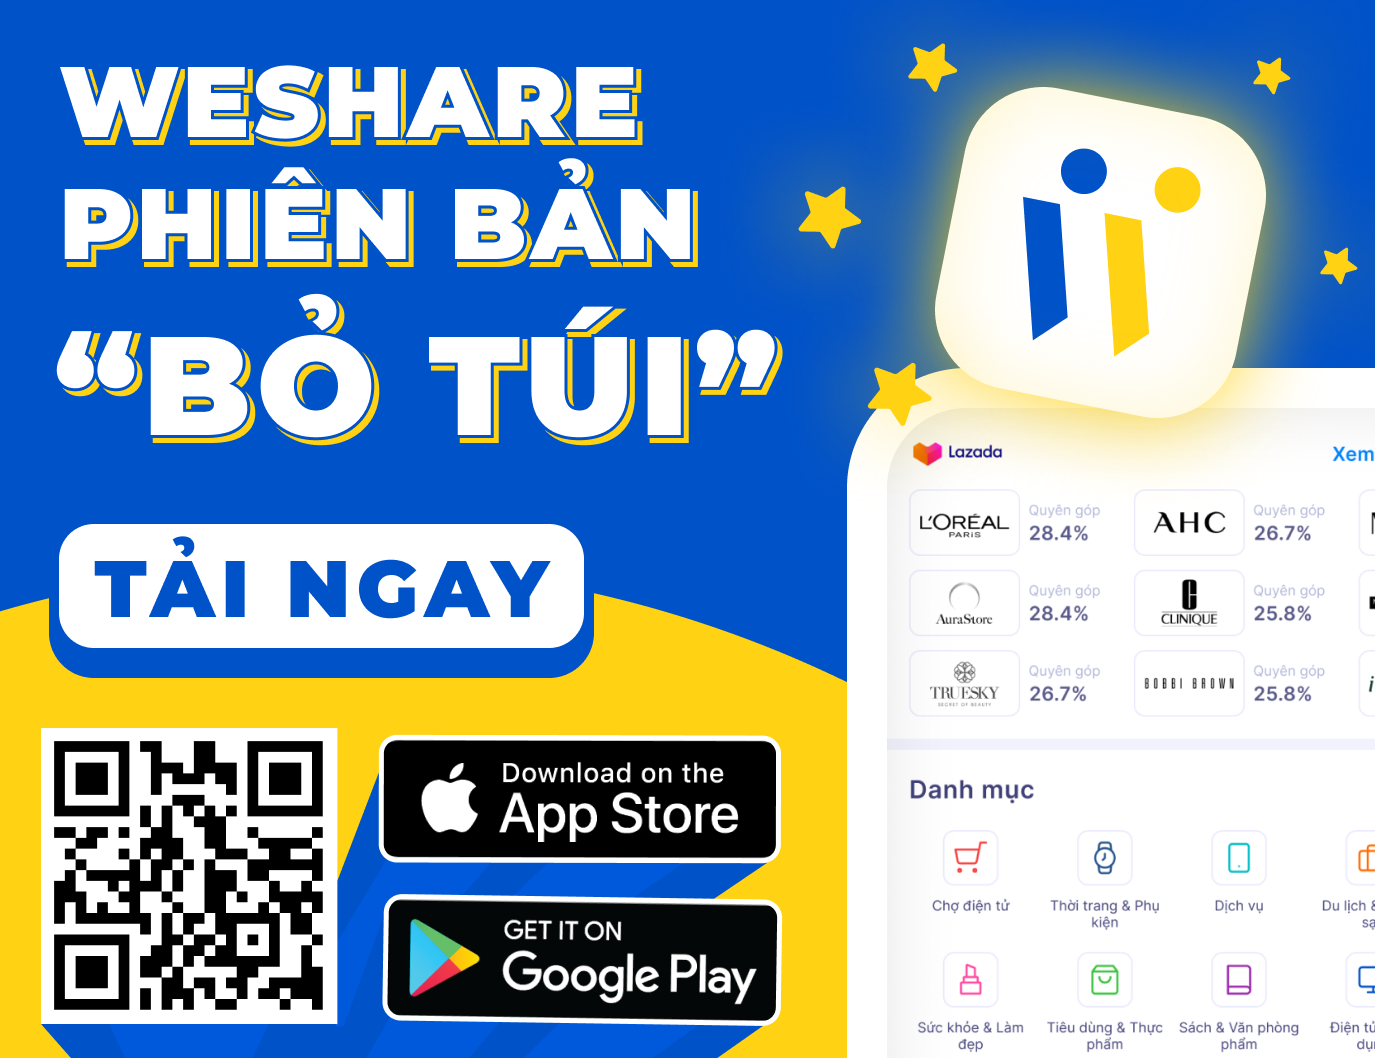 WESHARE
PHIÊN BẢN
“BỎ TÚI”
TẢI NGAY
Download on the
App Store
GET IT ON
Google Play
Lazada
Xem
L'ORÉAL
PARIS
Quyên góp
28.4%
AHC
Quyên góp
26.7%
AuraStore
Quyên góp
28.4%
CLINIQUE
Quyên góp
25.8%
TRUESKY
SECRET OF BEAUTY
Quyên góp
26.7%
BOBBI BROWN
Quyên góp
25.8%
Danh mục
Chợ điện tử
Thời trang & Phụ
kiện
Dịch vụ
Du lịch &
Sức khỏe & Làm
đẹp
Tiêu dùng & Thực
phẩm
Sách & Văn phòng
phẩm
Điện tử